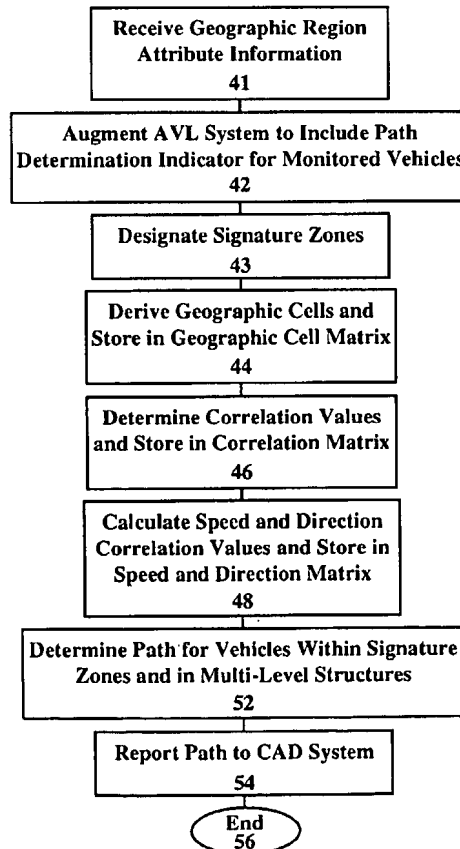 Receive Geographic Region
Attribute Information
41
Augment AVL System to Include Path
Determination Indicator for Monitored Vehicles
42
Designate Signature Zones
43
Derive Geographic Cells and
Store in Geographic Cell Matrix
44
Determine Correlation Values
and Store in Correlation Matrix
46
Calculate Speed and Direction
Correlation Values and Store in
Speed and Direction Matrix
48
Determine Path for Vehicles Within Signature
Zones and in Multi-Level Structures
52
Report Path to CAD System
54
End
56